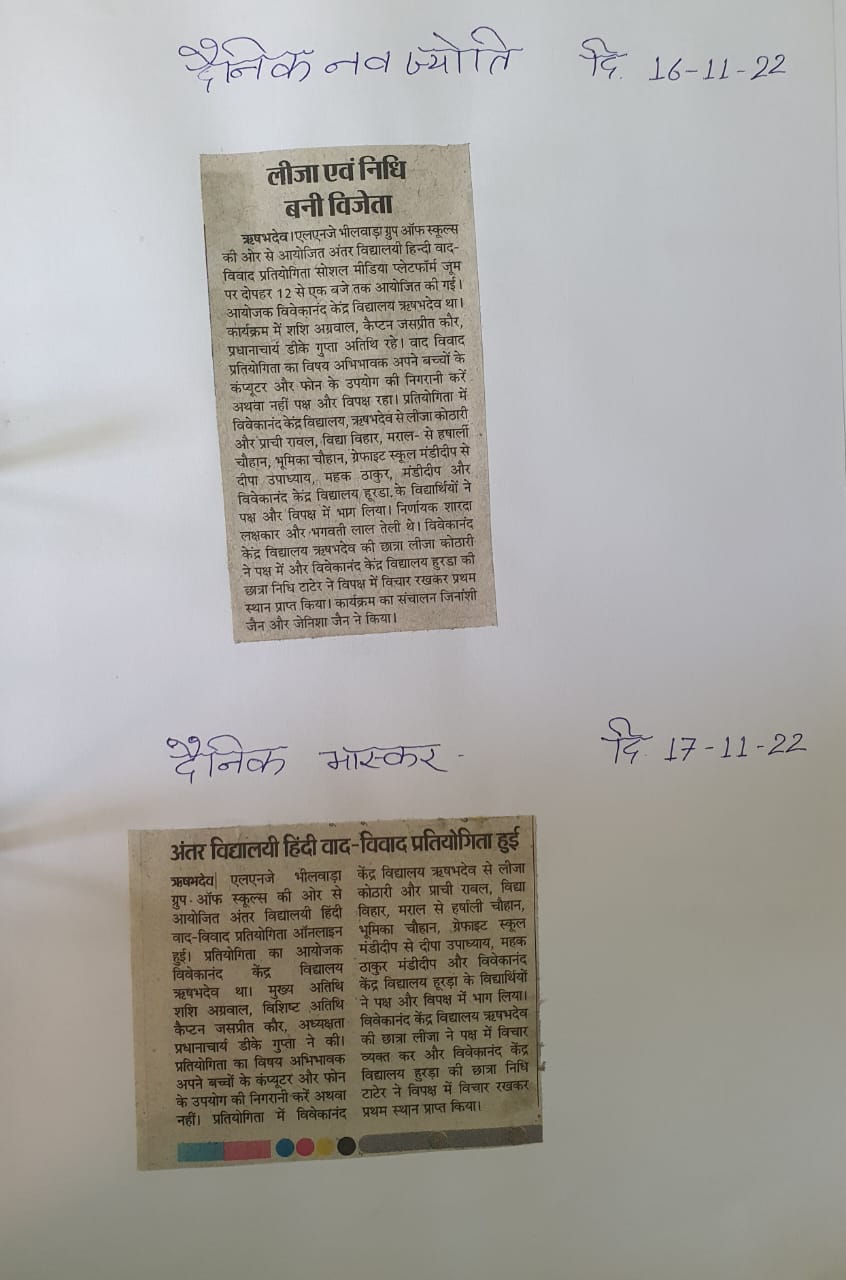 दैनिक नव ज्योति दि. 16-11-22
लीजा एवं निधि
बनी विजेता
ऋषभदेव।एलएनजे भीलवाड़ा ग्रुप ऑफ स्कूल्स
की ओर से आयोजित अंतर विद्यालयी हिन्दी वाद-
विवाद प्रतियोगिता सोशल मीडिया प्लेटफॉर्म जूम
पर दोपहर 12 से एक बजे तक आयोजित की गई।
आयोजक विवेकानंद केंद्र विद्यालय ऋषभदेव था।
कार्यक्रम में शशि अग्रवाल, कैप्टन जसप्रीत कौर,
प्रधानाचार्य डीके गुप्ता अतिथि रहे। वाद विवाद
प्रतियोगिता का विषय अभिभावक अपने बच्चों के
कंप्यूटर और फोन के उपयोग की निगरानी करें
अथवा नहीं पक्ष और विपक्ष रहा। प्रतियोगिता में
विवेकानंद केंद्र विद्यालय, ऋषभदेव से लीजा कोठारी
और प्राची रावल, विद्या विहार, मराल- से हर्षाली
चौहान, भूमिका चौहान, ग्रेफाइट स्कूल मंडीदीप से
दीपा उपाध्याय, महक ठाकुर, मंडीदीप और
विवेकानंद केंद्र विद्यालय हूरडा. के विद्यार्थियों ने
पक्ष और विपक्ष में भाग लिया। निर्णायक शारदा
लक्षकार और भगवती लाल तेली थे। विवेकानंद
केंद्र विद्यालय ऋषभदेव की छात्रा लीजा कोठारी
ने पक्ष में और विवेकानंद केंद्र विद्यालय हुरडा की
छात्रा निधि टाटेर ने विपक्ष में विचार रखकर प्रथम
स्थान प्राप्त किया। कार्यक्रम का संचालन जिनांशी
जैन और जेनिशा जैन ने किया।
दैनिक भास्कर - दि. 17-11-22
अंतर विद्यालयी हिंदी वाद-विवाद प्रतियोगिता हुई
ऋषभदेव| एलएनजे भीलवाड़ा
ग्रुप ऑफ स्कूल्स की ओर से
आयोजित अंतर विद्यालयी हिंदी
वाद-विवाद प्रतियोगिता ऑनलाइन
हुई। प्रतियोगिता का आयोजक
विवेकानंद केंद्र विद्यालय
ऋषभदेव था। मुख्य अतिथि
शशि अग्रवाल, विशिष्ट अतिथि
कैप्टन जसप्रीत कौर, अध्यक्षता
प्रधानाचार्य डीके गुप्ता ने की।
प्रतियोगिता का विषय अभिभावक
अपने बच्चों के कंप्यूटर और फोन
के उपयोग की निगरानी करें अथवा
नहीं। प्रतियोगिता में विवेकानंद
केंद्र विद्यालय ऋषभदेव से लीजा
कोठारी और प्राची रावल, विद्या
विहार, मराल से हर्षाली चौहान,
भूमिका चौहान, ग्रेफाइट स्कूल
मंडीदीप से दीपा उपाध्याय, महक
ठाकुर मंडीदीप और विवेकानंद
केंद्र विद्यालय हूरड़ा के विद्यार्थियों
ने पक्ष और विपक्ष में भाग लिया।
विवेकानंद केंद्र विद्यालय ऋषभदेव
की छात्रा लीजा ने पक्ष में विचार
व्यक्त कर और विवेकानंद केंद्र
विद्यालय हुरडा की छात्रा निधि
टाटेर ने विपक्ष में विचार रखकर
प्रथम स्थान प्राप्त किया।